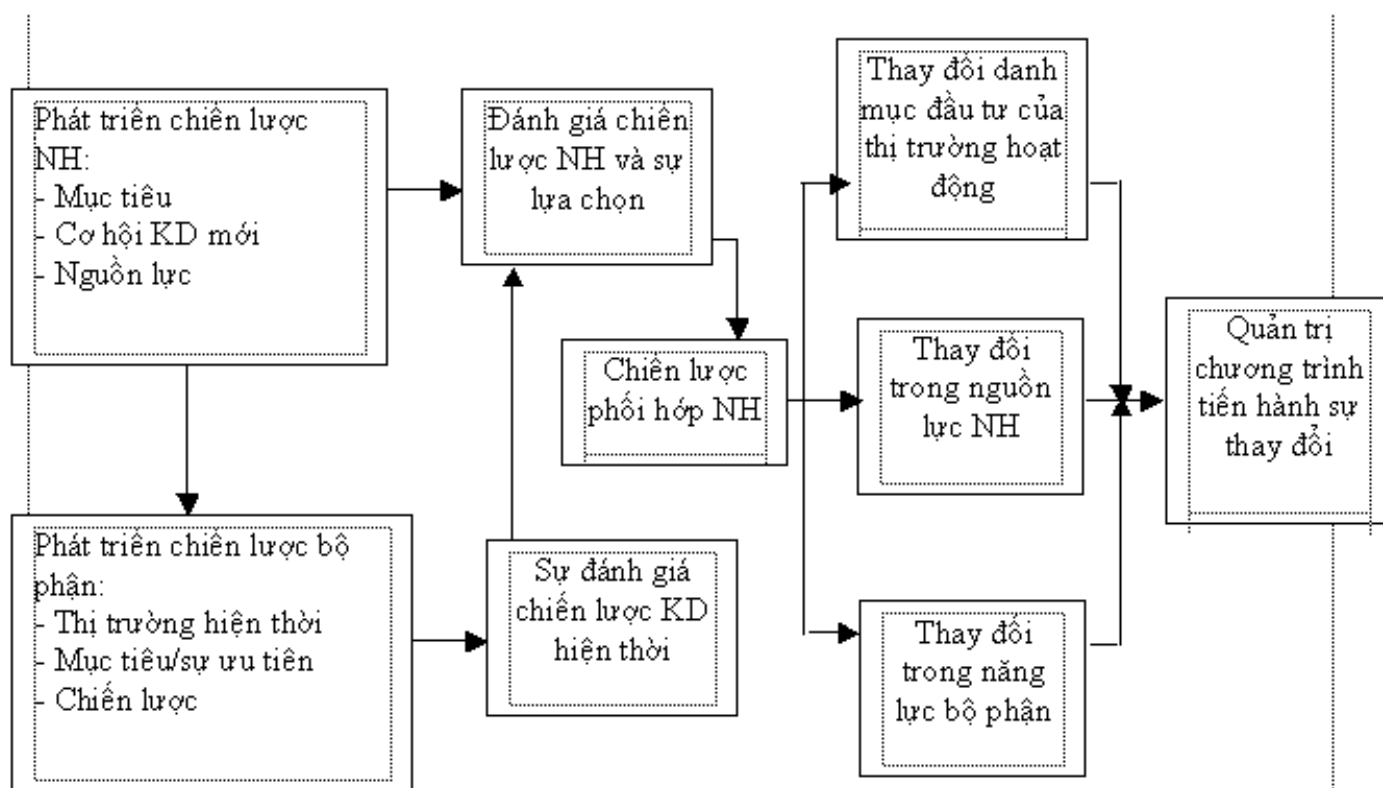 Phát triển chiến lược
NH:
- Mục tiêu
- Cơ hội KD mới
- Nguồn lực
Đánh giá chiến
lược NH và sự
lựa chọn
Thay đổi danh
mục đầu tư của
thị trường hoạt
động
Chiến lược
phối hớp NH
Thay đổi
trong nguồn
lực NH
Quản trị
chương trình
tiến hành sự
thay đổi
Phát triển chiến lược bộ
phận:
- Thị trường hiện thời
- Mục tiêu/sự ưu tiên
- Chiến lược
Sự đánh giá
chiến lược KD
hiện thời
Thay đổi
trong năng
lực bộ phận